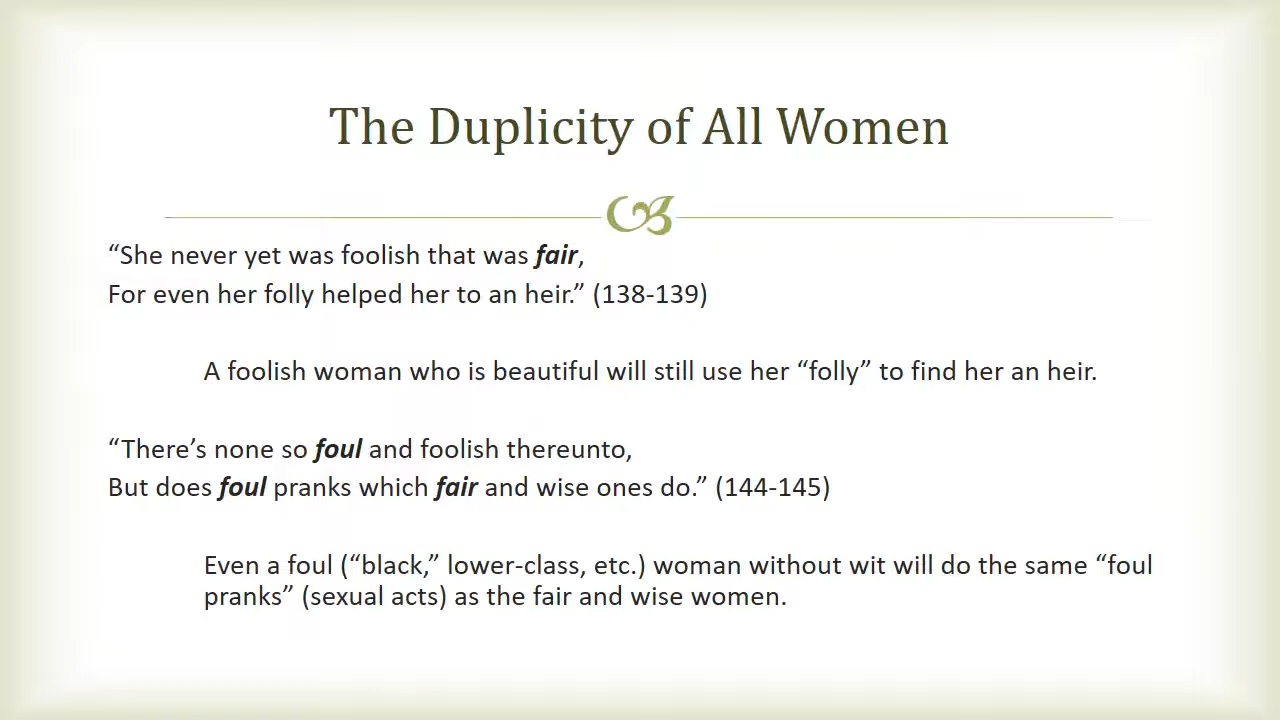 The Duplicity of All Women
“She never yet was foolish that was fair,
For even her folly helped her to an heir.” (138-139)
A foolish woman who is beautiful will still use her “folly” to find her an heir.
“There’s none so foul and foolish thereunto,
But does foul pranks which fair and wise ones do.” (144-145)
Even a foul (“black,” lower-class, etc.) woman without wit will do the same “foul
pranks” (sexual acts) as the fair and wise women.